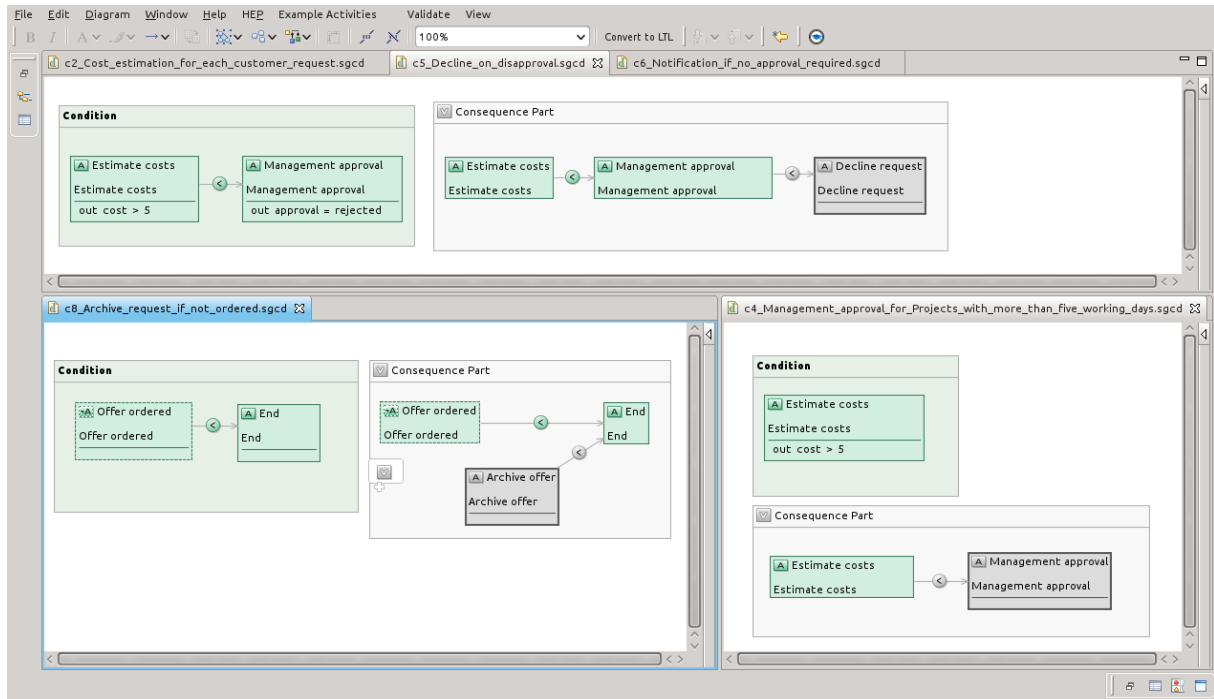 File Edit Diagram Window Help HEP Example Activities Validate View
B I A 100% Convert to LTL
c2_Cost_estimation_for_each_customer_request.sgcd c5_Decline_on_disapproval.sgcd c6_Notification_if_no_approval_required.sgcd
Condition
A Estimate costs
Estimate costs
out cost > 5
<
A Management approval
Management approval
out approval = rejected
Consequence Part
A Estimate costs
Estimate costs
<
A Management approval
Management approval
<
A Decline request
Decline request
c8_Archive_request_if_not_ordered.sgcd
Condition
¬A Offer ordered
Offer ordered
<
A End
End
Consequence Part
¬A Offer ordered
Offer ordered
<
A End
End
<
A Archive offer
Archive offer
c4_Management_approval_for_Projects_with_more_than_five_working_days.sgcd
Condition
A Estimate costs
Estimate costs
out cost > 5
Consequence Part
A Estimate costs
Estimate costs
<
A Management approval
Management approval